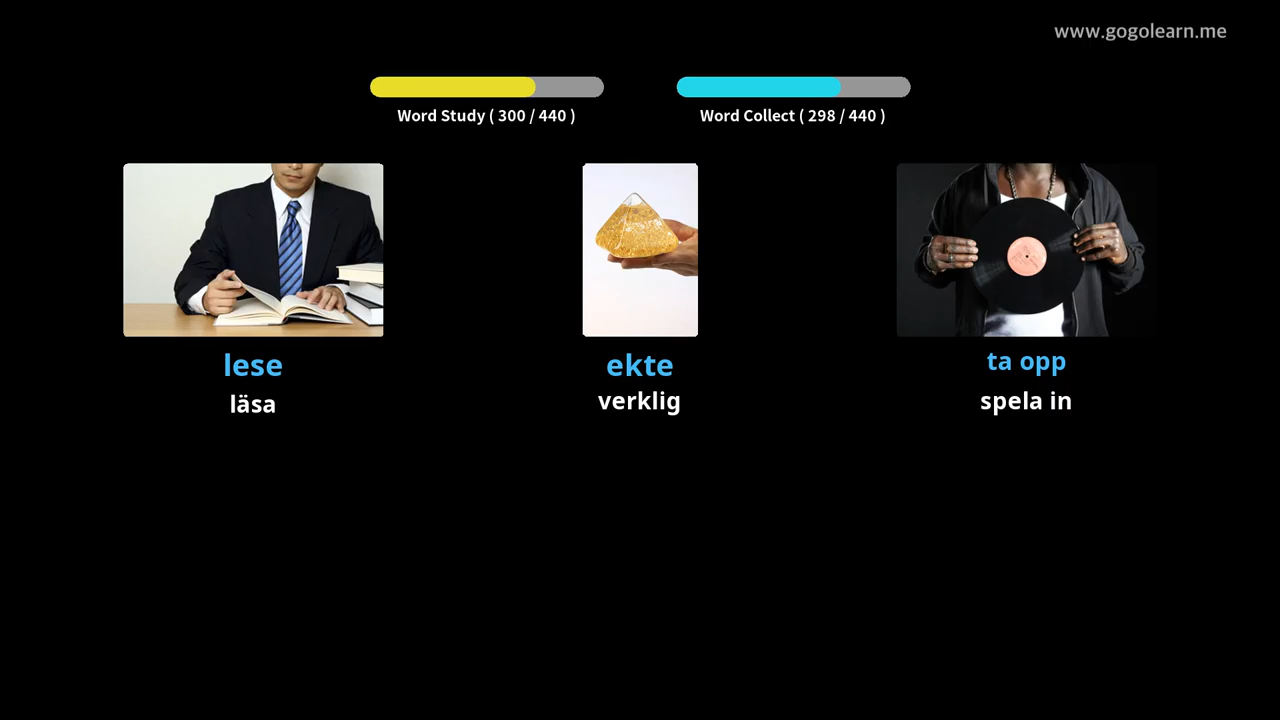 www.gogolearn.me
Word Study ( 300 / 440 )
Word Collect ( 298 / 440 )
lese
läsa
ekte
verklig
ta opp
spela in